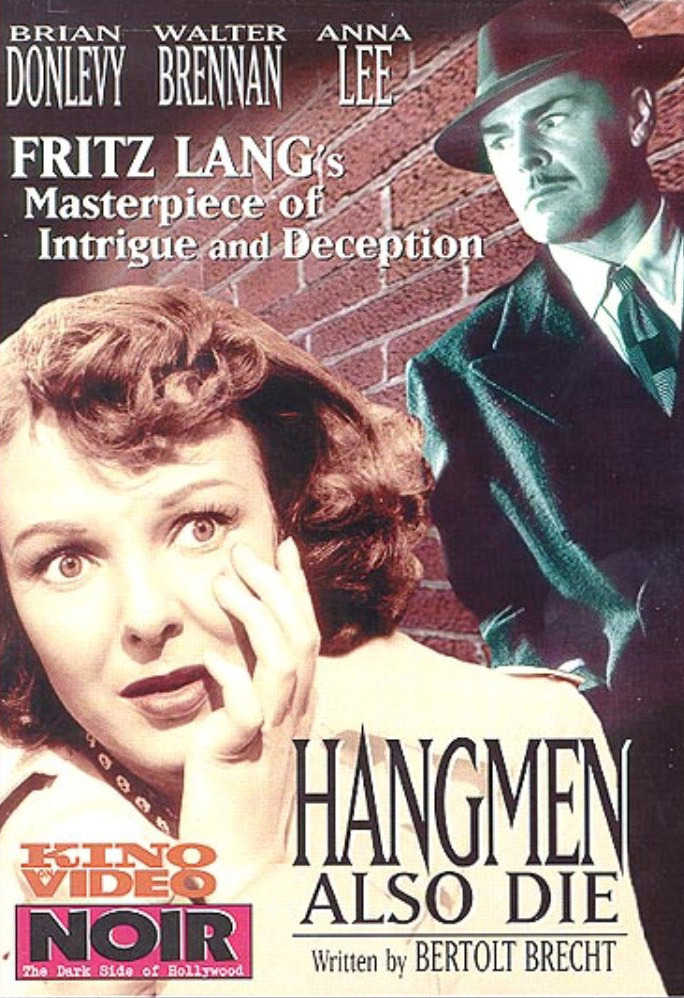 BRIAN WALTER ANNA
DONLEVY BRENNAN LEE
FRITZ LANG's
Masterpiece of
Intrigue and Deception
HANGMEN
ALSO DIE
Written by BERTOLT BRECHT
KINO
ON VIDEO
NOIR
The Dark Side of Hollywood